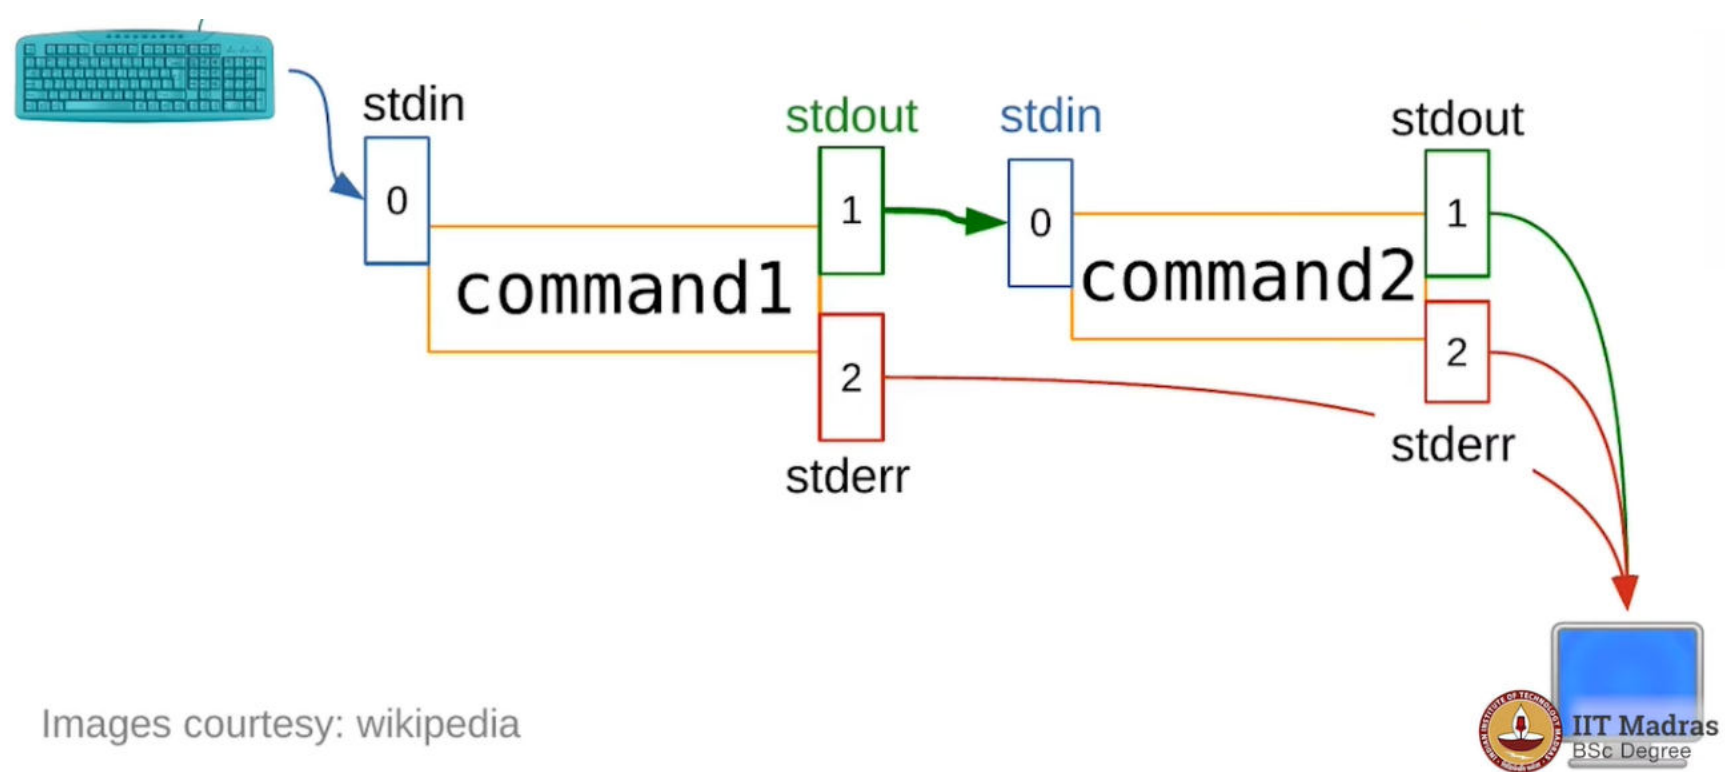 stdin
stdout
stdin
stdout
0
1
0
1
command1
command2
2
2
stderr
stderr
Images courtesy: wikipedia
IIT Madras
BSc Degree